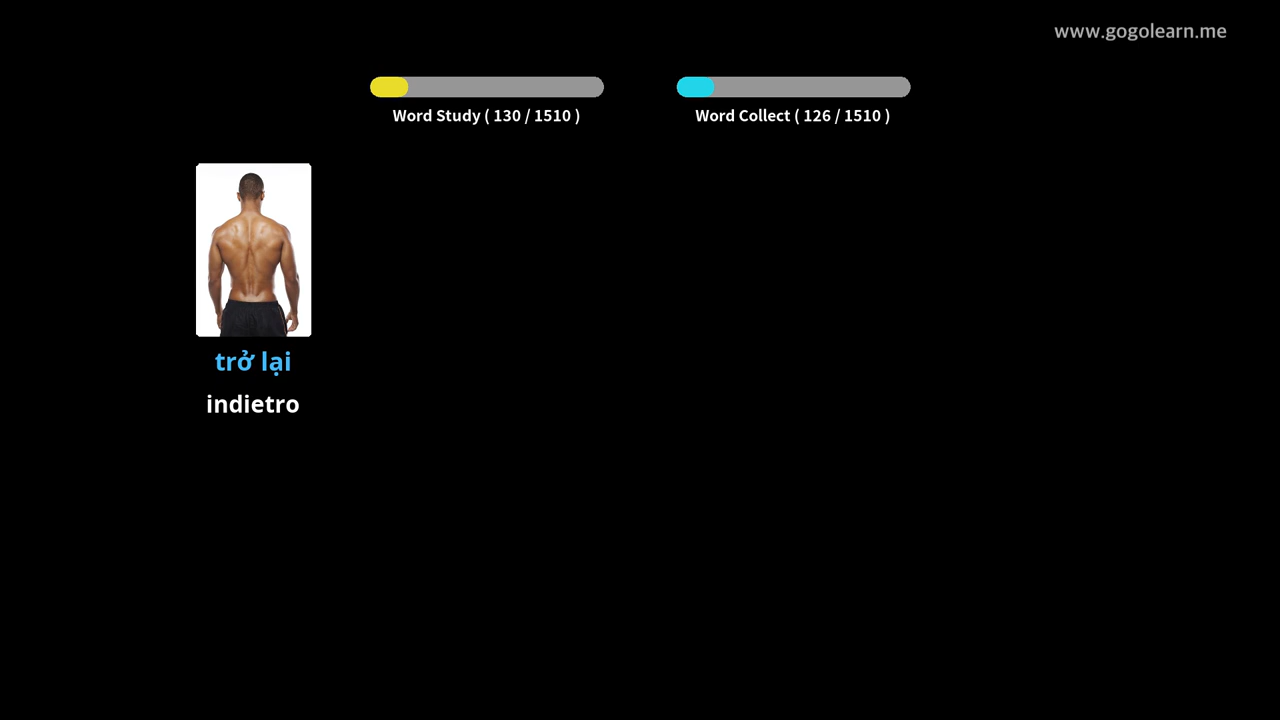 www.gogolearn.me
Word Study ( 130 / 1510 )
Word Collect ( 126 / 1510 )
trở lại
indietro